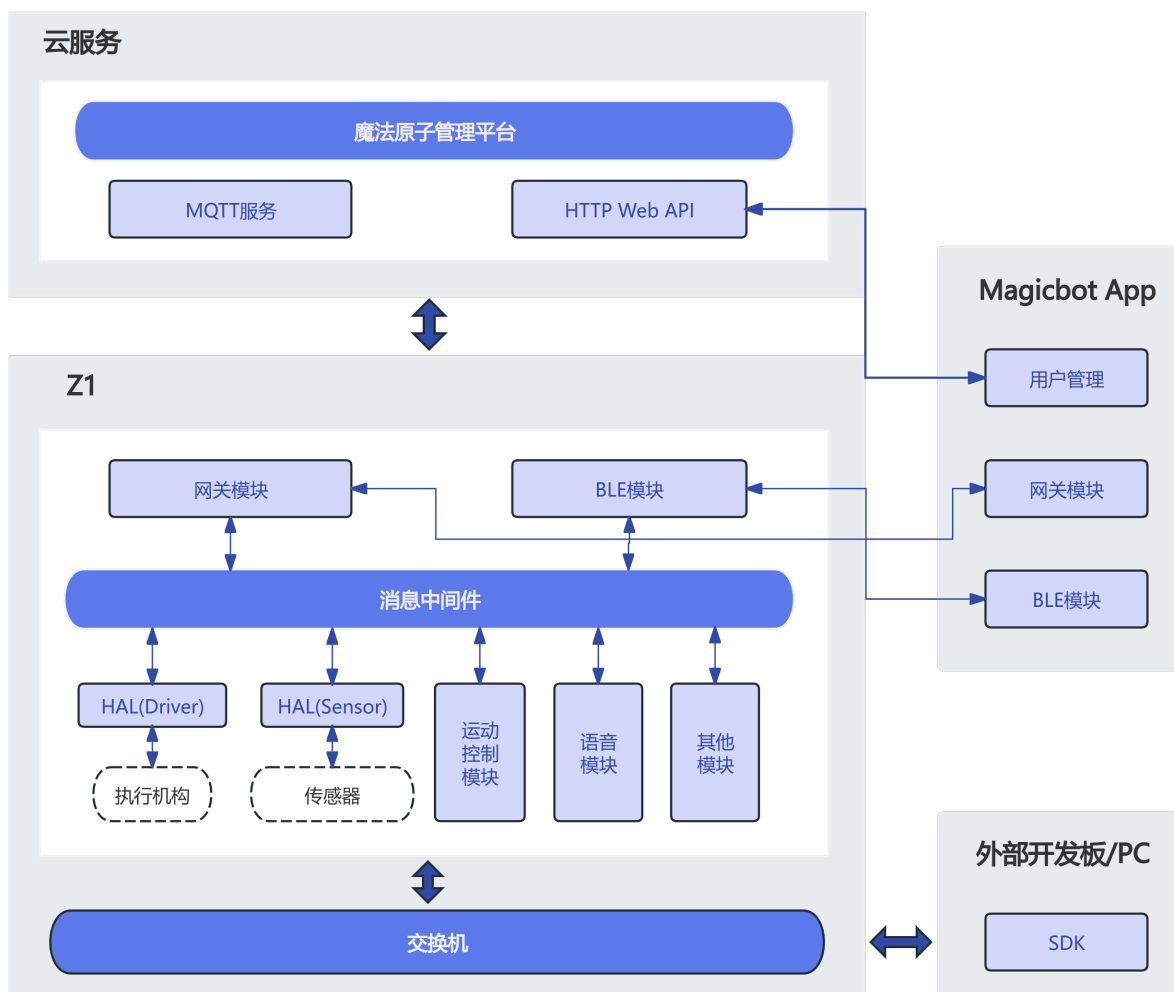 云服务
魔法原子管理平台
MQTT服务
HTTP Web API
Magicbot App
用户管理
网关模块
BLE模块
Z1
网关模块
BLE模块
消息中间件
HAL(Driver)
HAL(Sensor)
运动
控制
模块
语音
模块
其他
模块
执行机构
传感器
交换机
外部开发板/PC
SDK